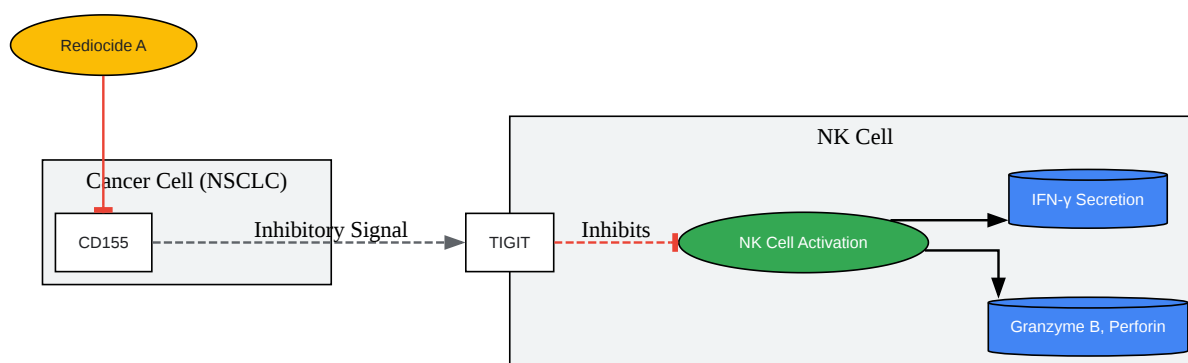 Rediocide A
NK Cell
Cancer Cell (NSCLC)
IFN-γ Secretion
Inhibitory Signal
Inhibits
CD155
TIGIT
NK Cell Activation
Granzyme B, Perforin